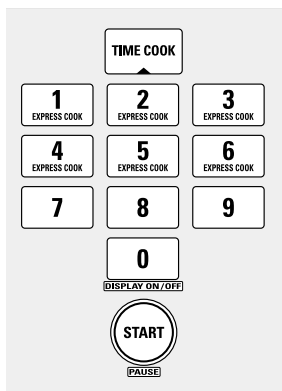 TIME COOK
1 2 3
EXPRESS COOK EXPRESS COOK EXPRESS COOK
4 5 6
EXPRESS COOK EXPRESS COOK EXPRESS COOK
7 8 9
0
DISPLAY ON/OFF
START
PAUSE